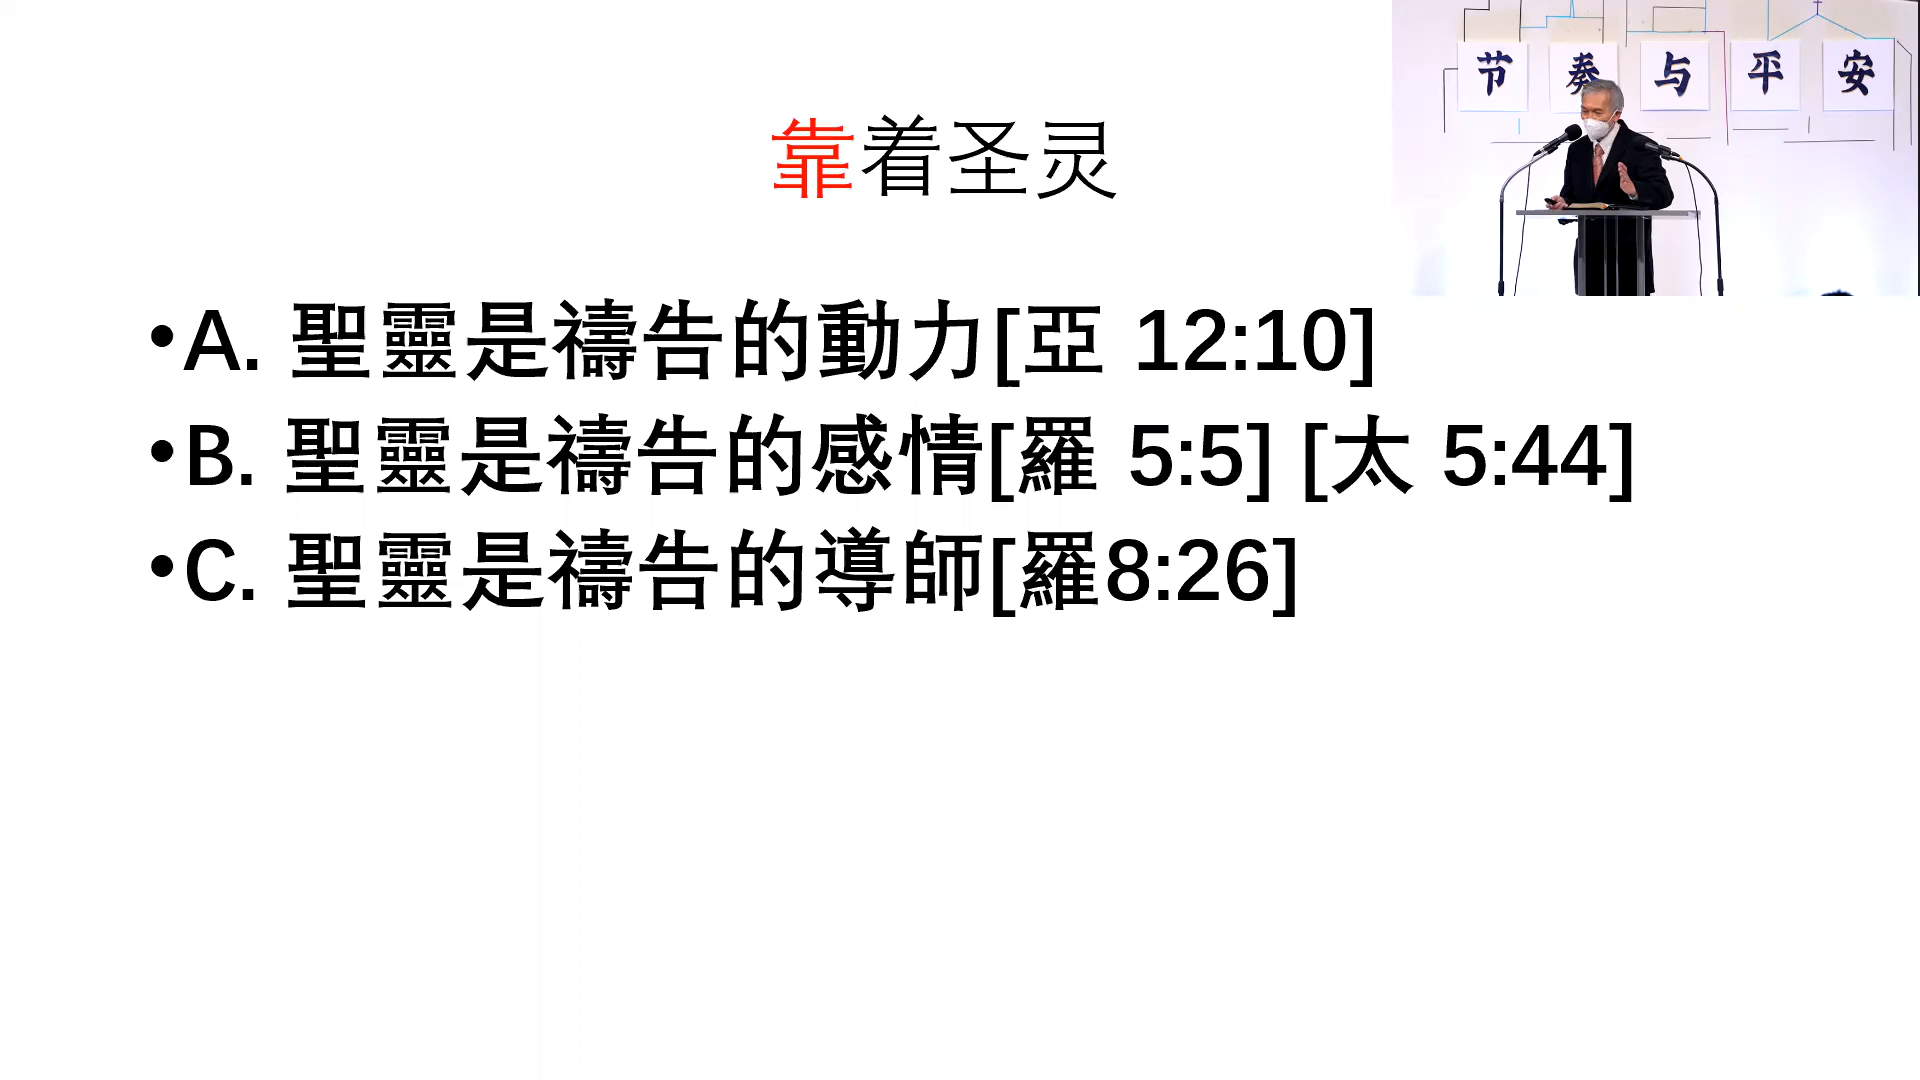 节奏与平安
靠着圣灵
•A. 聖靈是禱告的動力[亞 12:10]
•B. 聖靈是禱告的感情[羅 5:5] [太 5:44]
•C. 聖靈是禱告的導師[羅8:26]